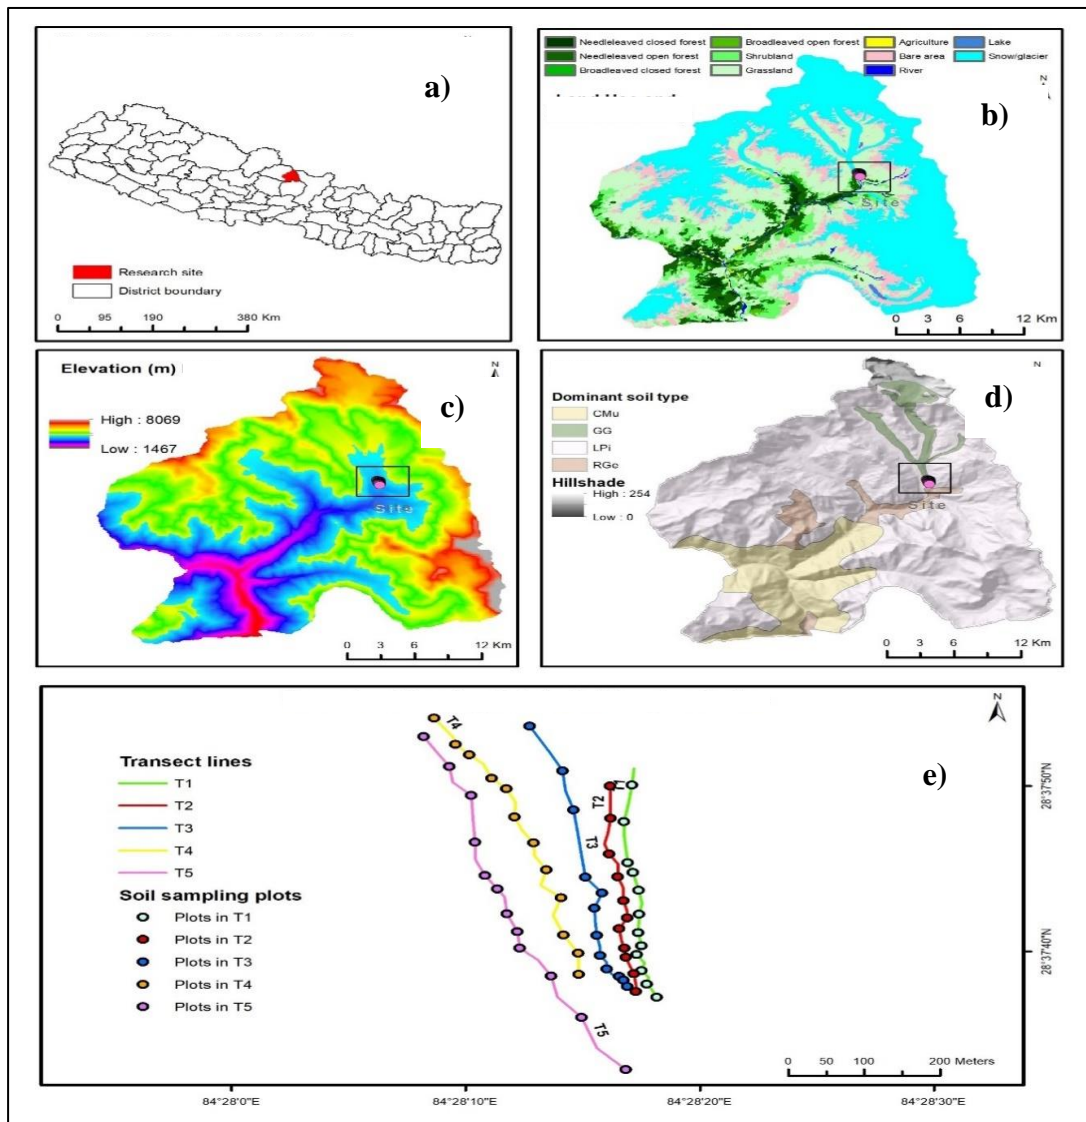 a)
Research site
District boundary
0 95 190 380 Km
Needleleaved closed forest Broadleaved open forest Agriculture Lake
Needleleaved open forest Shrubland Bare area Snow/glacier
Broadleaved closed forest Grassland River
N
b)
Site
0 3 6 12 Km
Elevation (m)
High : 8069
Low : 1467
N
c)
Site
0 3 6 12 Km
N
d)
Dominant soil type
CMu
GG
LPi
RGe
Hillshade
High : 254
Low : 0
Site
0 3 6 12 Km
N
e)
Transect lines
T1
T2
T3
T4
T5
Soil sampling plots
Plots in T1
Plots in T2
Plots in T3
Plots in T4
Plots in T5
T4
T1
T2
T3
T5
28°37'50"N
28°37'40"N
0 50 100 200 Meters
84°28'0"E 84°28'10"E 84°28'20"E 84°28'30"E